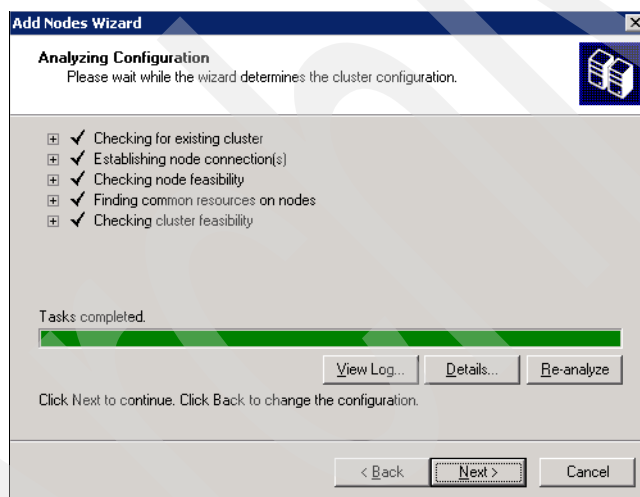 Add Nodes Wizard
Analyzing Configuration
Please wait while the wizard determines the cluster configuration.
Checking for existing cluster
Establishing node connection(s)
Checking node feasibility
Finding common resources on nodes
Checking cluster feasibility
Tasks completed.
View Log... Details... Re-analyze
Click Next to continue. Click Back to change the configuration.
< Back Next > Cancel